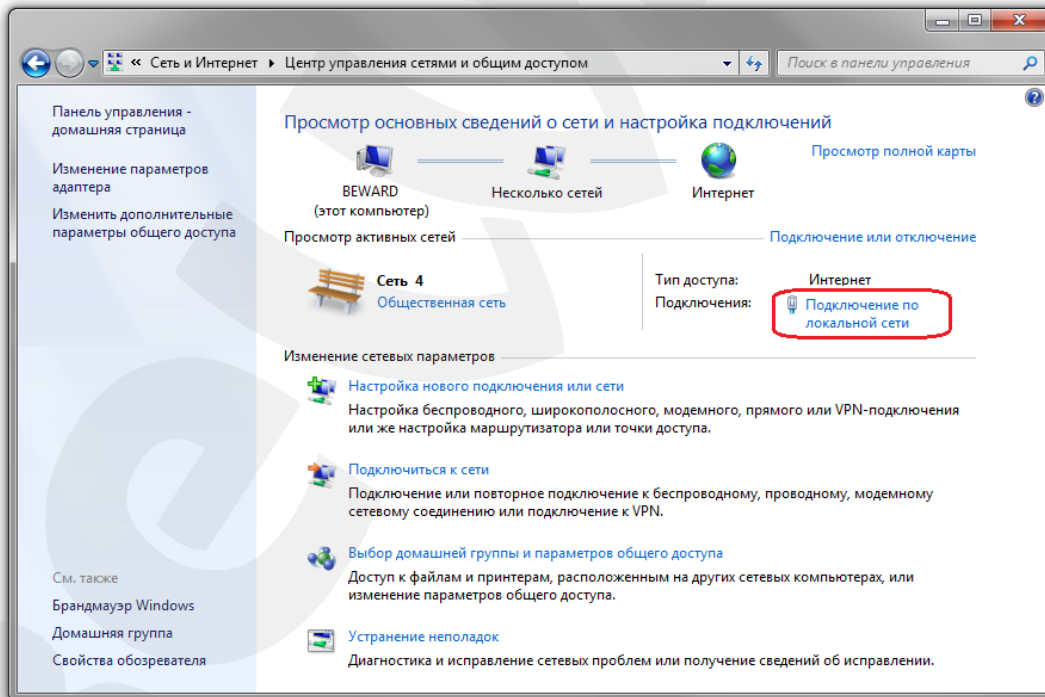 « Сеть и Интернет ▸ Центр управления сетями и общим доступом
Поиск в панели управления
Панель управления -
домашняя страница
Изменение параметров
адаптера
Изменить дополнительные
параметры общего доступа
Просмотр основных сведений о сети и настройка подключений
Просмотр полной карты
BEWARD
(этот компьютер)
Несколько сетей
Интернет
Просмотр активных сетей
Подключение или отключение
Сеть 4
Общественная сеть
Тип доступа: Интернет
Подключения: Подключение по
локальной сети
Изменение сетевых параметров
Настройка нового подключения или сети
Настройка беспроводного, широкополосного, модемного, прямого или VPN-подключения
или же настройка маршрутизатора или точки доступа.
Подключиться к сети
Подключение или повторное подключение к беспроводному, проводному, модемному
сетевому соединению или подключение к VPN.
Выбор домашней группы и параметров общего доступа
Доступ к файлам и принтерам, расположенным на других сетевых компьютерах, или
изменение параметров общего доступа.
Устранение неполадок
Диагностика и исправление сетевых проблем или получение сведений об исправлении.
См. также
Брандмауэр Windows
Домашняя группа
Свойства обозревателя